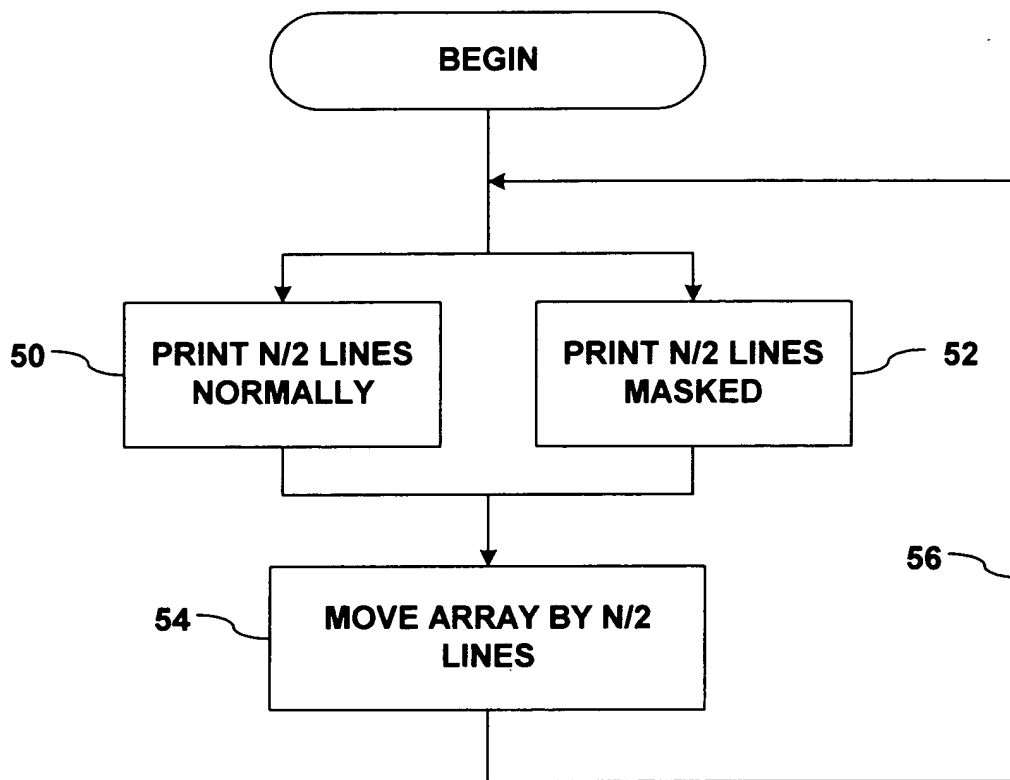 BEGIN
50
PRINT N/2 LINES
NORMALLY
PRINT N/2 LINES
MASKED
52
56
54
MOVE ARRAY BY N/2
LINES